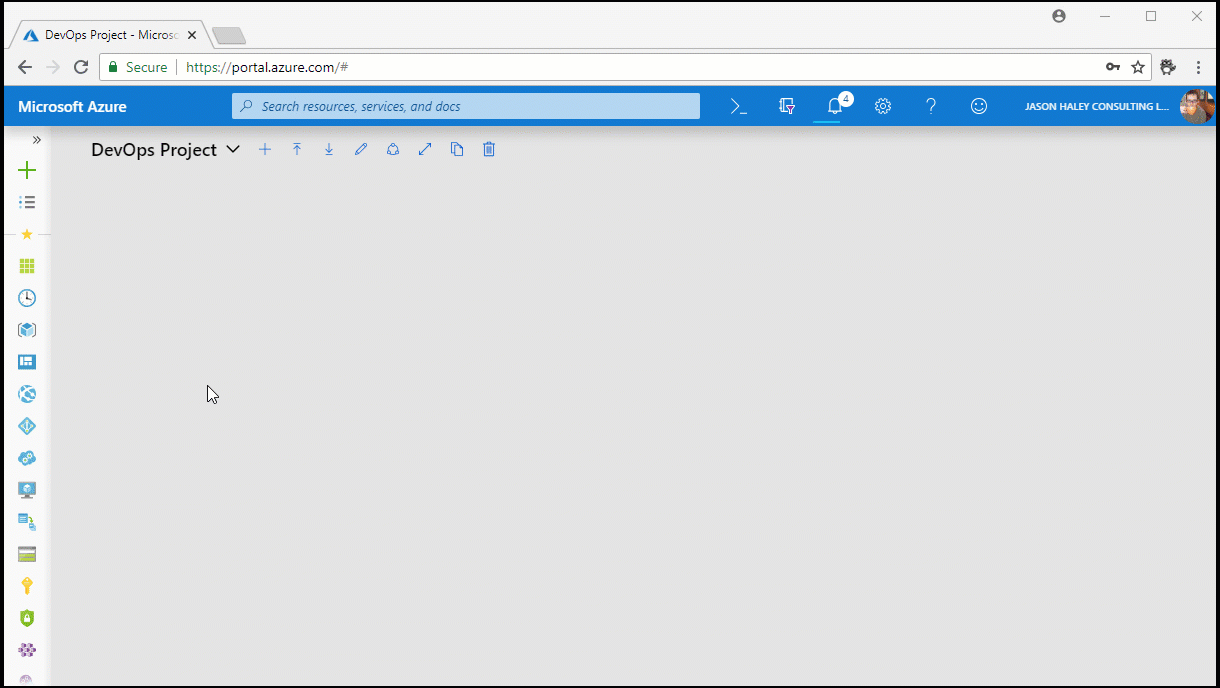 DevOps Project - Micros
Secure
https://portal.azure.com/#
Microsoft Azure
Search resources, services, and docs
4
JASON HALEY CONSULTING L...
DevOps Project